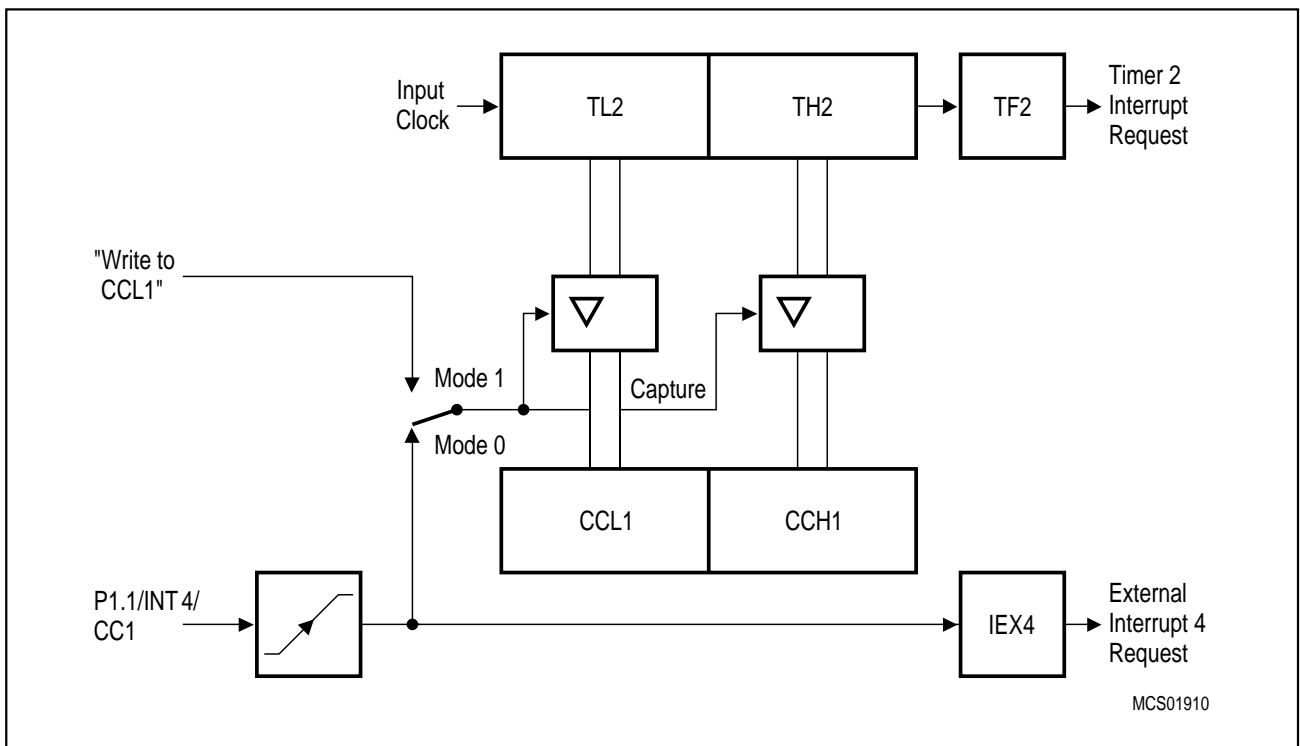 Input
Clock
TL2
TH2
TF2
Timer 2
Interrupt
Request
"Write to
CCL1"
Mode 1
Capture
Mode 0
CCL1
CCH1
P1.1/INT 4/
CC1
IEX4
External
Interrupt 4
Request
MCS01910